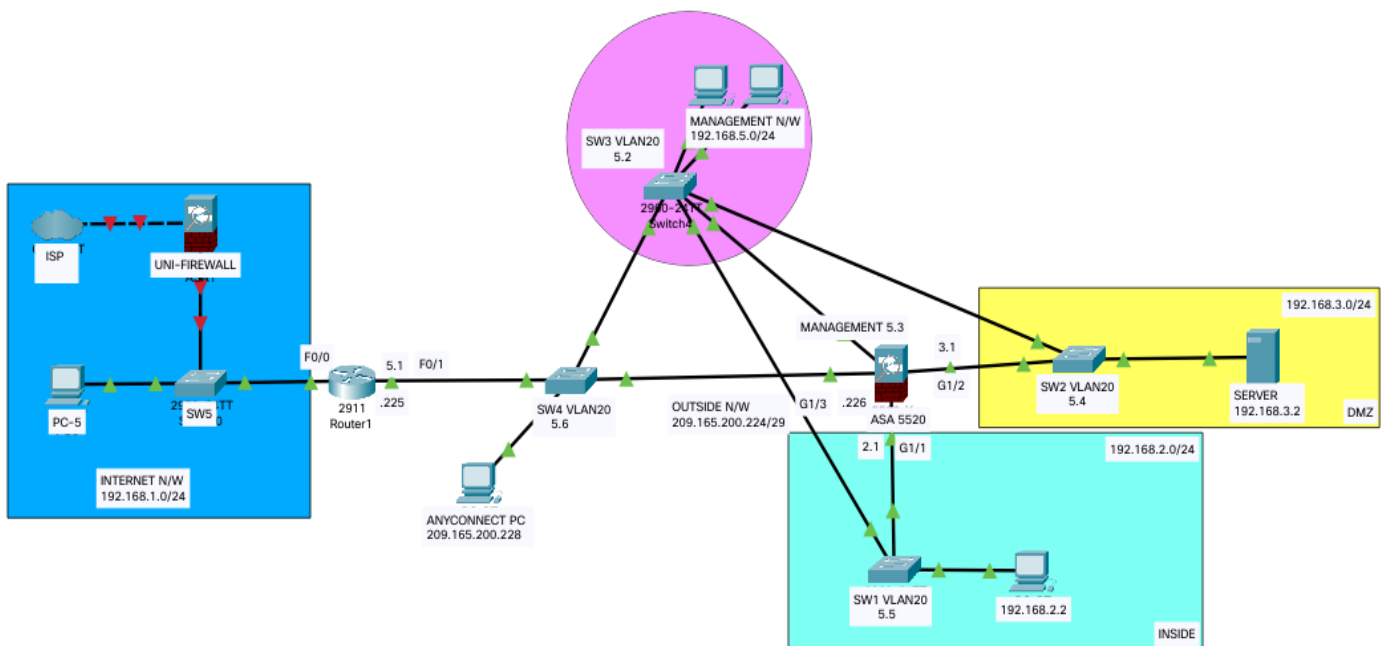 MANAGEMENT N/W
192.168.5.0/24
SW3 VLAN20
5.2
Switch4
ISP
UNI-FIREWALL
F0/0
PC-5
SW5
INTERNET N/W
192.168.1.0/24
2911
Router1
5.1
F0/1
.225
SW4 VLAN20
5.6
ANYCONNECT PC
209.165.200.228
OUTSIDE N/W
209.165.200.224/29
MANAGEMENT 5.3
G1/3
.226
ASA 5520
3.1
G1/2
2.1
G1/1
192.168.3.0/24
SW2 VLAN20
5.4
SERVER
192.168.3.2
DMZ
192.168.2.0/24
SW1 VLAN20
5.5
192.168.2.2
INSIDE